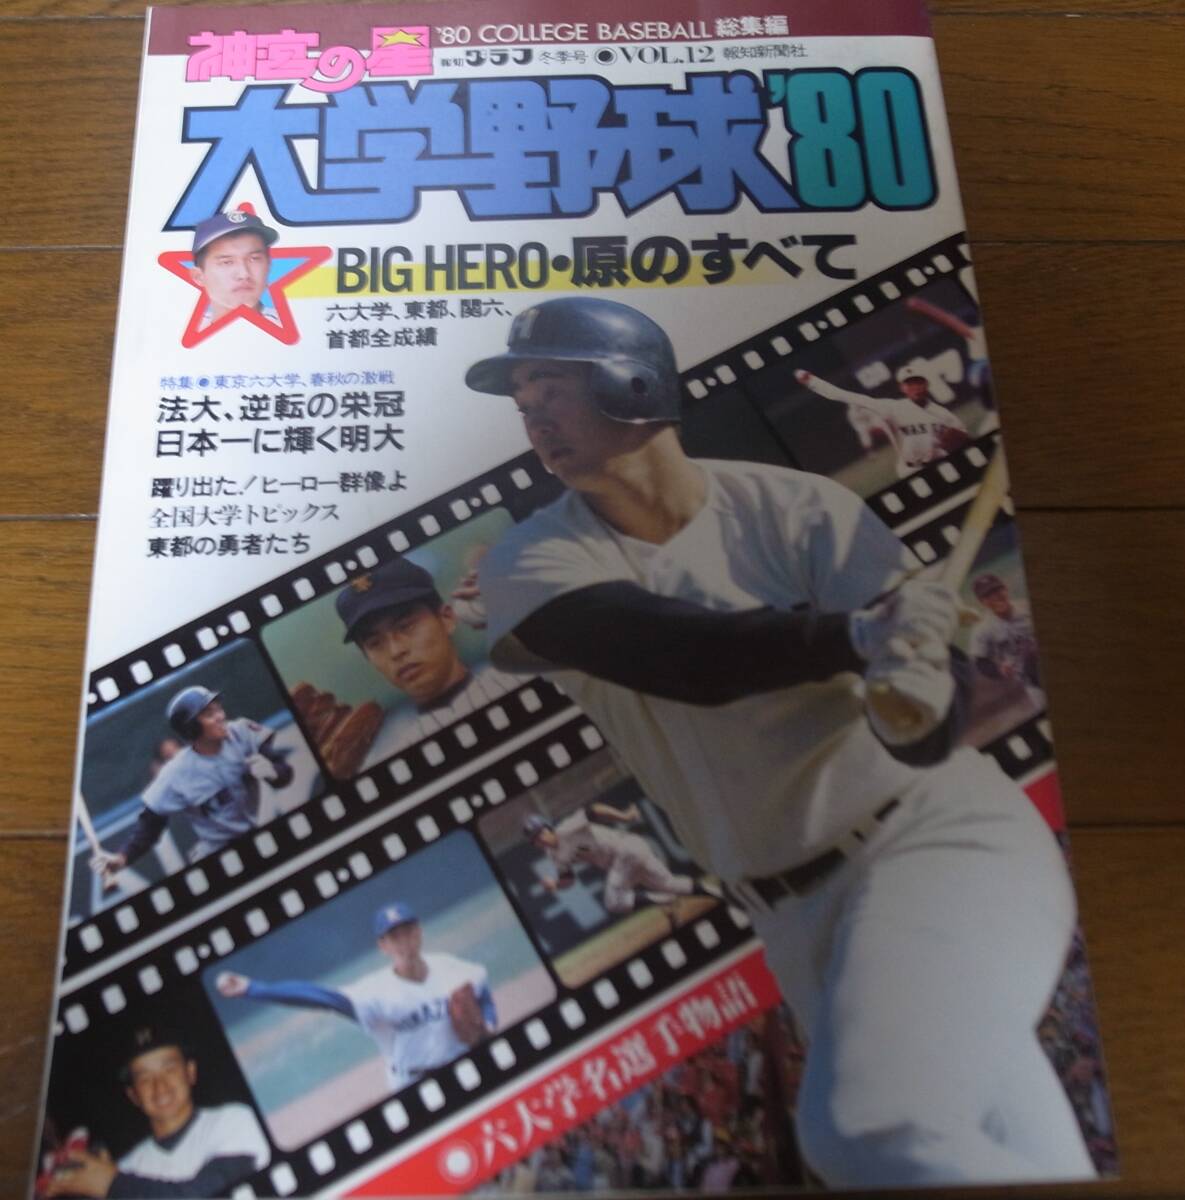 '80 COLLEGE BASEBALL 総集編
神宮の星
報知グラフ 冬季号 ●VOL.12 報知新聞社
大学野球'80
BIG HERO・原のすべて
六大学、東都、関六、
首都全成績
特集●東京六大学、春秋の激戦
法大、逆転の栄冠
日本一に輝く明大
躍り出た!ヒーロー群像よ
全国大学トピックス
東都の勇者たち
H
◉六大学名選手物語